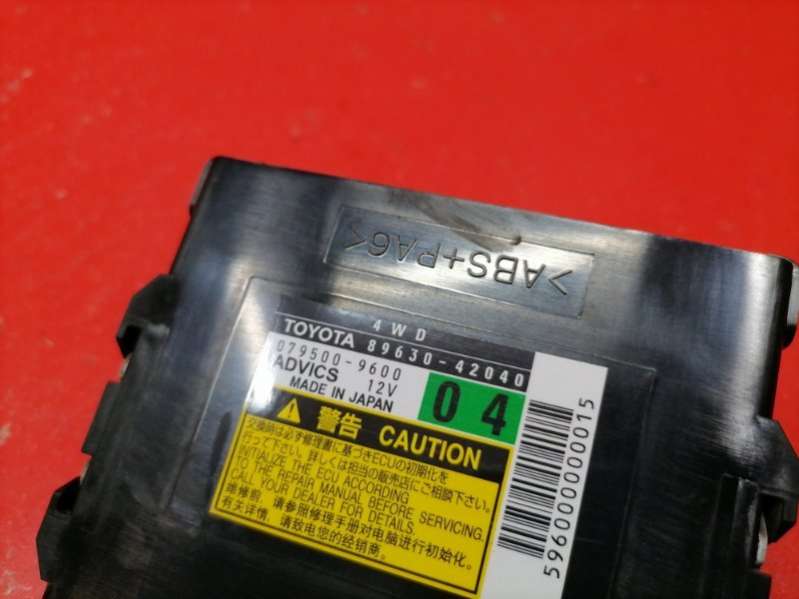 >ABS+PA6<
4WD
TOYOTA 89630-42040
079500-9600
ADVICS 12V
MADE IN JAPAN
04
警告 CAUTION
交換時は必ず修理書に基づきECUの初期化を
行って下さい。詳しくは担当の販売店にご相談下さい。
INITIALIZE THE ECU ACCORDING
TO THE REPAIR MANUAL BEFORE SERVICING.
CALL YOUR DEALER FOR DETAILS.
维修前，请参照修理手册对电脑进行初始化。
有关详情，请致电您的经销商。
59600000000015